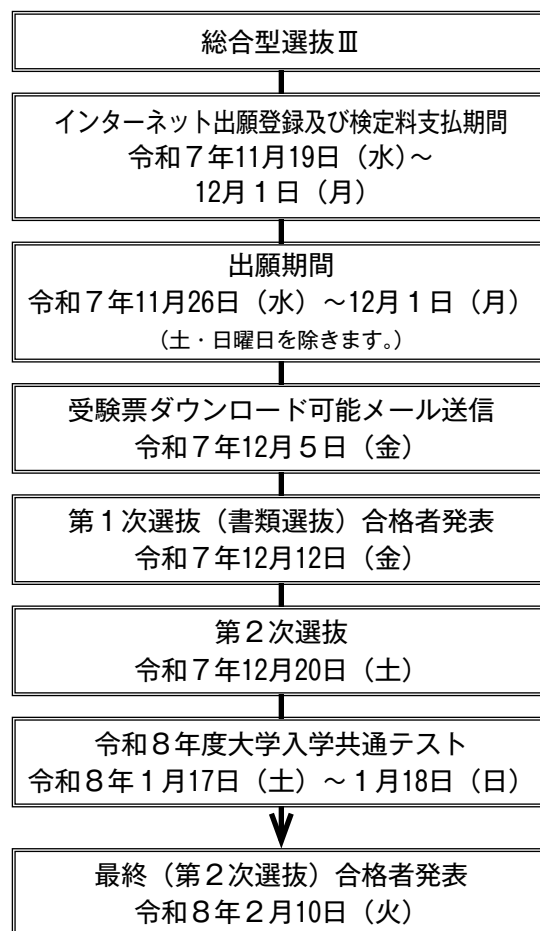 総合型選抜Ⅲ
インターネット出願登録及び検定料支払期間
令和７年11月19日（水）～
12月１日（月）
出願期間
令和７年11月26日（水）～12月１日（月）
（土・日曜日を除きます。）
受験票ダウンロード可能メール送信
令和７年12月５日（金）
第１次選抜（書類選抜）合格者発表
令和７年12月12日（金）
第２次選抜
令和７年12月20日（土）
令和８年度大学入学共通テスト
令和８年１月17日（土）～１月18日（日）
最終（第２次選抜）合格者発表
令和８年２月10日（火）